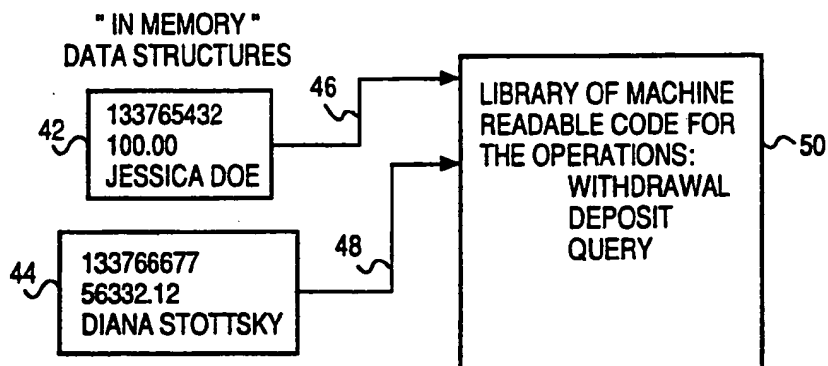 " IN MEMORY "
DATA STRUCTURES
42
133765432
100.00
JESSICA DOE
46
44
133766677
56332.12
DIANA STOTTSKY
48
LIBRARY OF MACHINE
READABLE CODE FOR
THE OPERATIONS:
WITHDRAWAL
DEPOSIT
QUERY
50